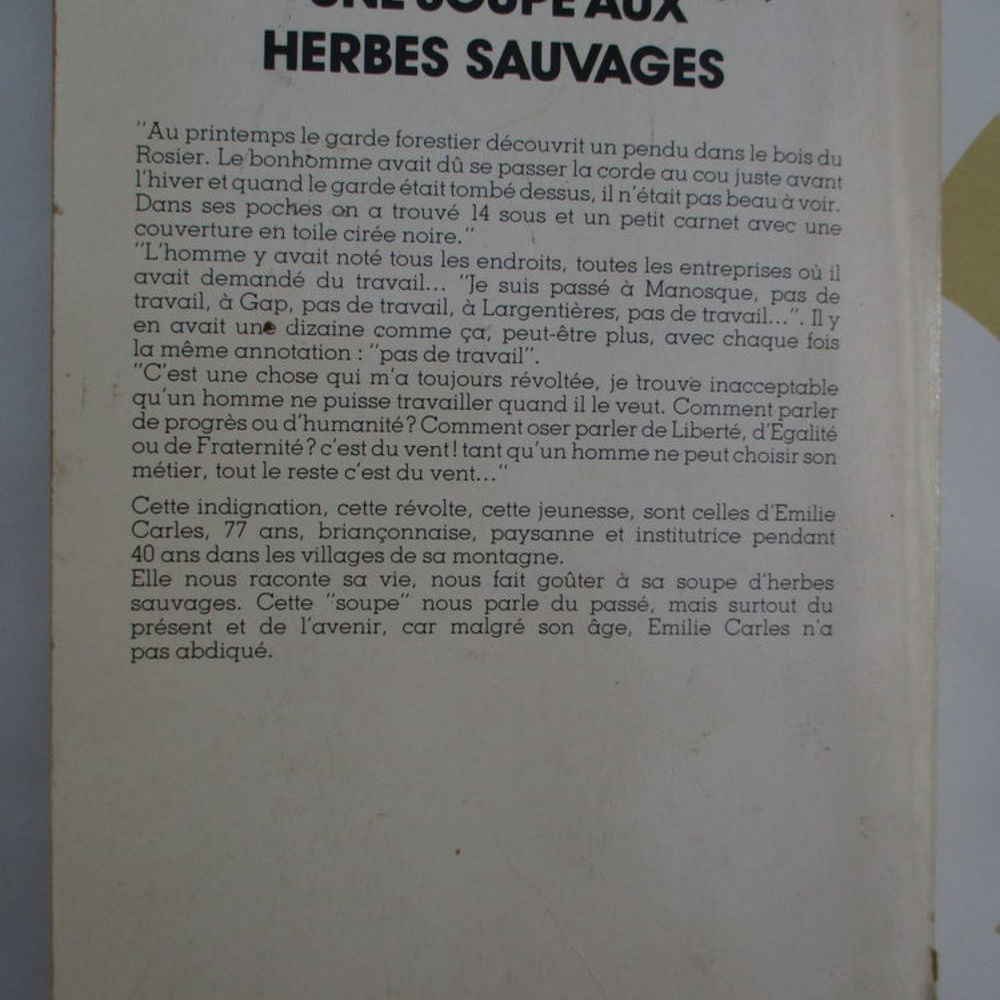 UNE SOUPE AUX
HERBES SAUVAGES
"Au printemps le garde forestier découvrit un pendu dans le bois du
Rosier. Le bonhomme avait dû se passer la corde au cou juste avant
l'hiver et quand le garde était tombé dessus, il n'était pas beau à voir.
Dans ses poches on a trouvé 14 sous et un petit carnet avec une
couverture en toile cirée noire."
"L'homme y avait noté tous les endroits, toutes les entreprises où il
avait demandé du travail... "Je suis passé à Manosque, pas de
travail, à Gap, pas de travail, à Largentières, pas de travail...". Il y
en avait une dizaine comme ça, peut-être plus, avec chaque fois
la même annotation : "pas de travail".
"C'est une chose qui m'a toujours révoltée, je trouve inacceptable
qu'un homme ne puisse travailler quand il le veut. Comment parler
de progrès ou d'humanité? Comment oser parler de Liberté, d'Egalité
ou de Fraternité? c'est du vent! tant qu'un homme ne peut choisir son
métier, tout le reste c'est du vent..."
Cette indignation, cette révolte, cette jeunesse, sont celles d'Emilie
Carles, 77 ans, briançonnaise, paysanne et institutrice pendant
40 ans dans les villages de sa montagne.
Elle nous raconte sa vie, nous fait goûter à sa soupe d'herbes
sauvages. Cette "soupe" nous parle du passé, mais surtout du
présent et de l'avenir, car malgré son âge, Emilie Carles n'a
pas abdiqué.